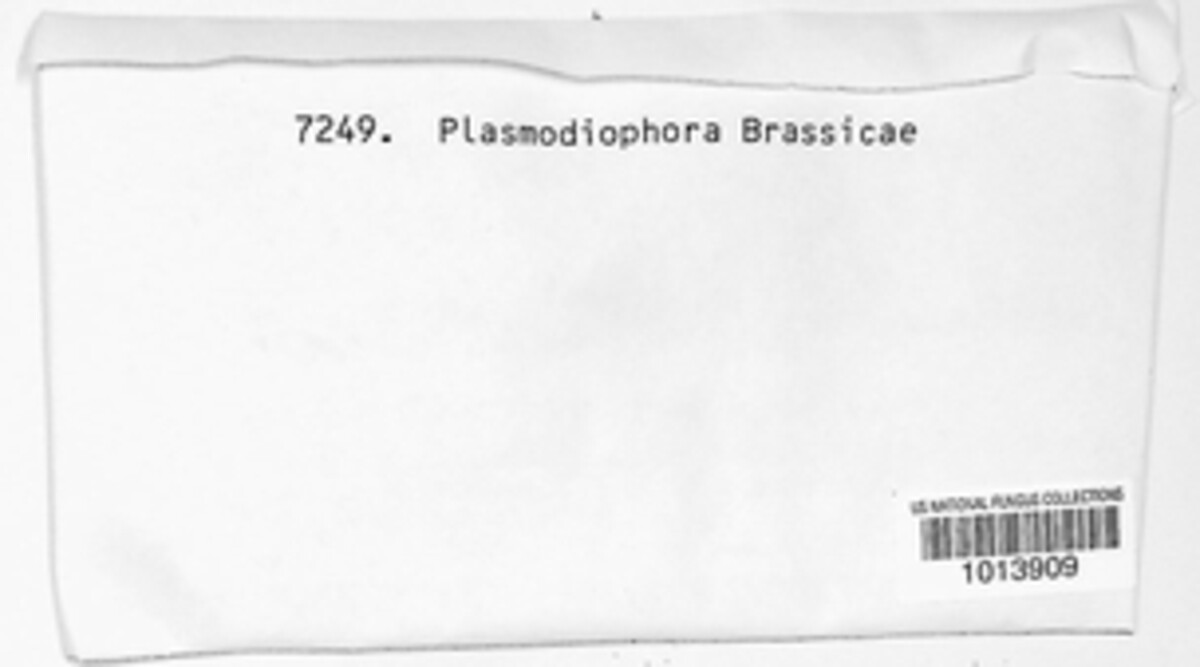 7249. Plasmodiophora Brassicae
US NATIONAL FUNGUS COLLECTIONS
1013909